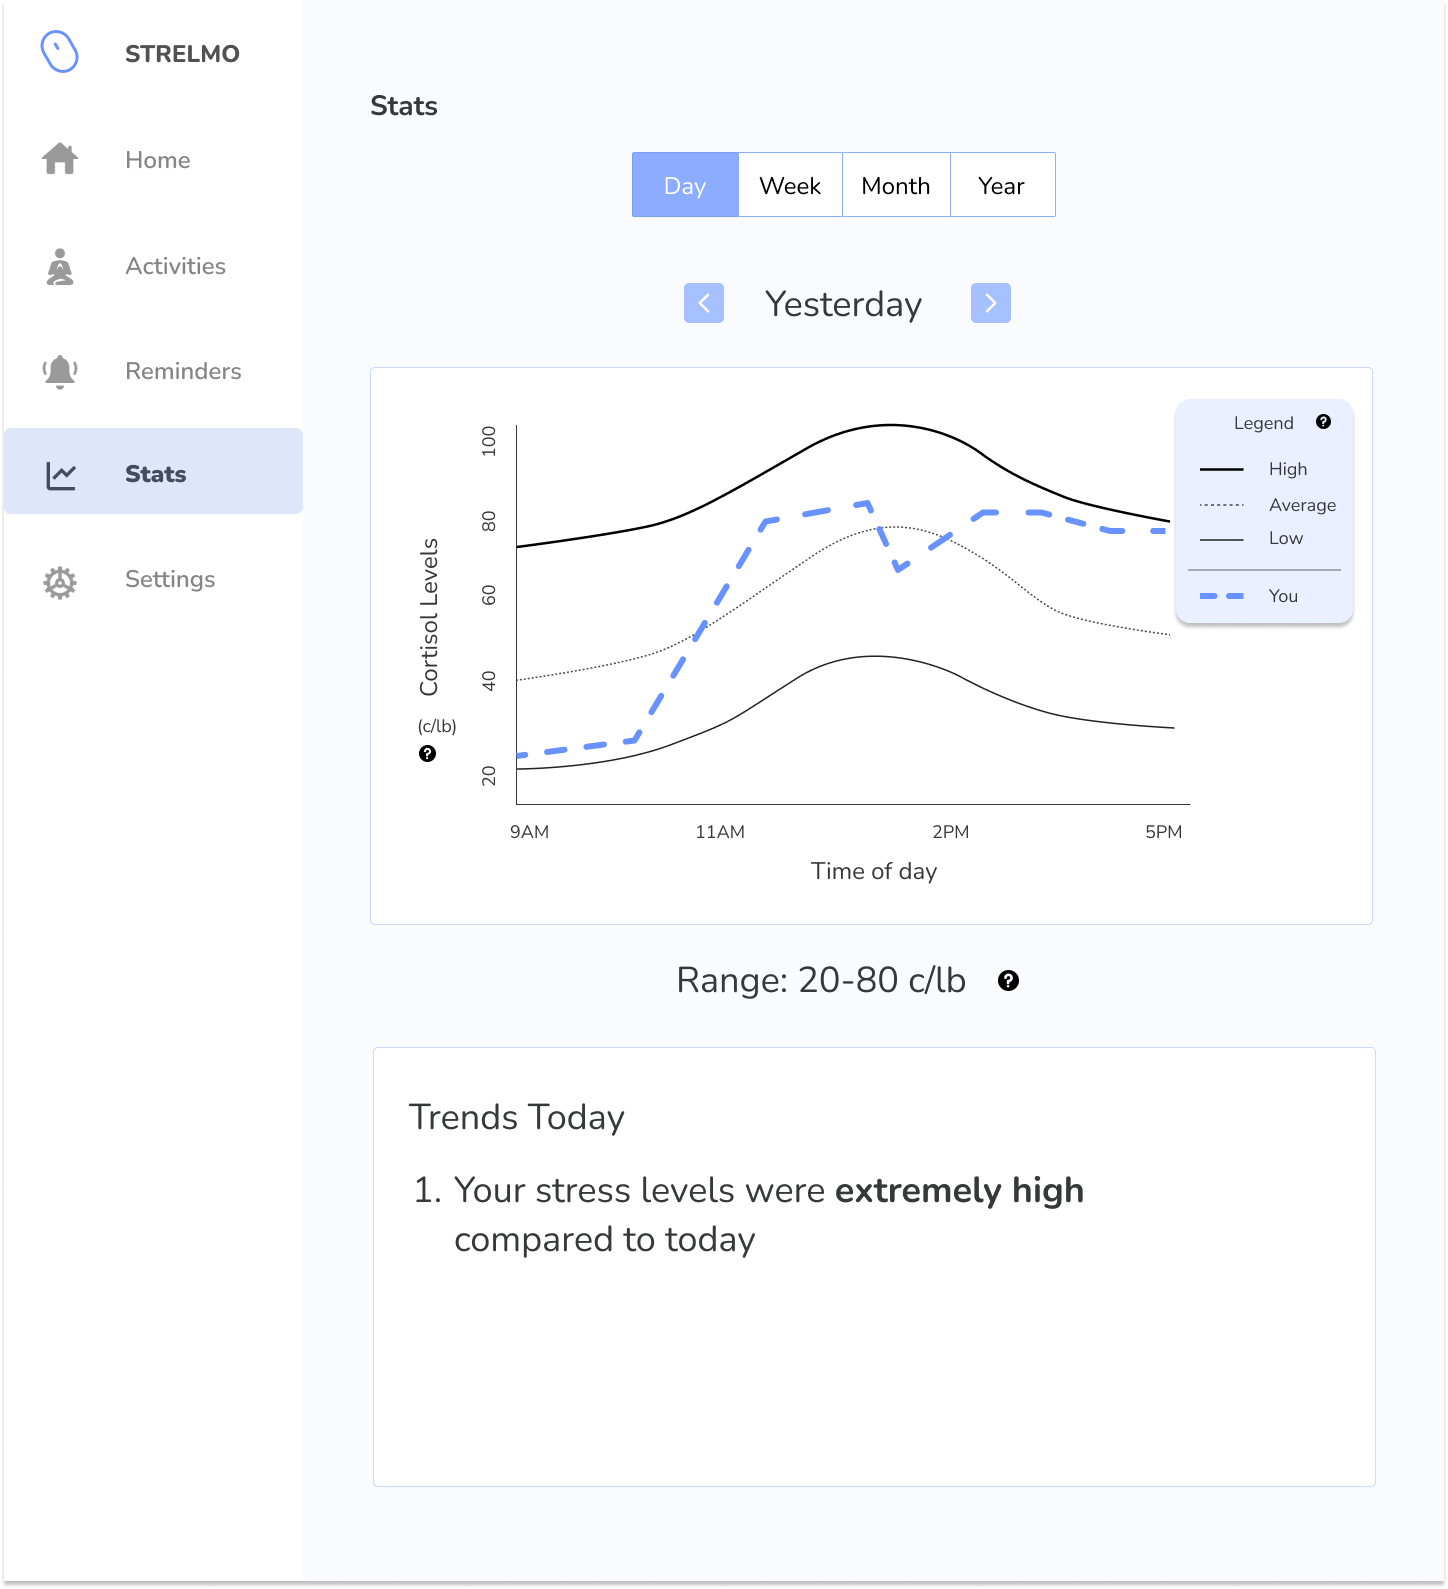 STRELMO
Home
Activities
Reminders
Stats
Settings
Stats
Day
Week
Month
Year
Yesterday
Cortisol Levels
(c/lb)
?
100
80
60
40
20
9AM
11AM
2PM
5PM
Time of day
Legend ?
High
Average
Low
You
Range: 20-80 c/lb ?
Trends Today
1. Your stress levels were extremely high
compared to today